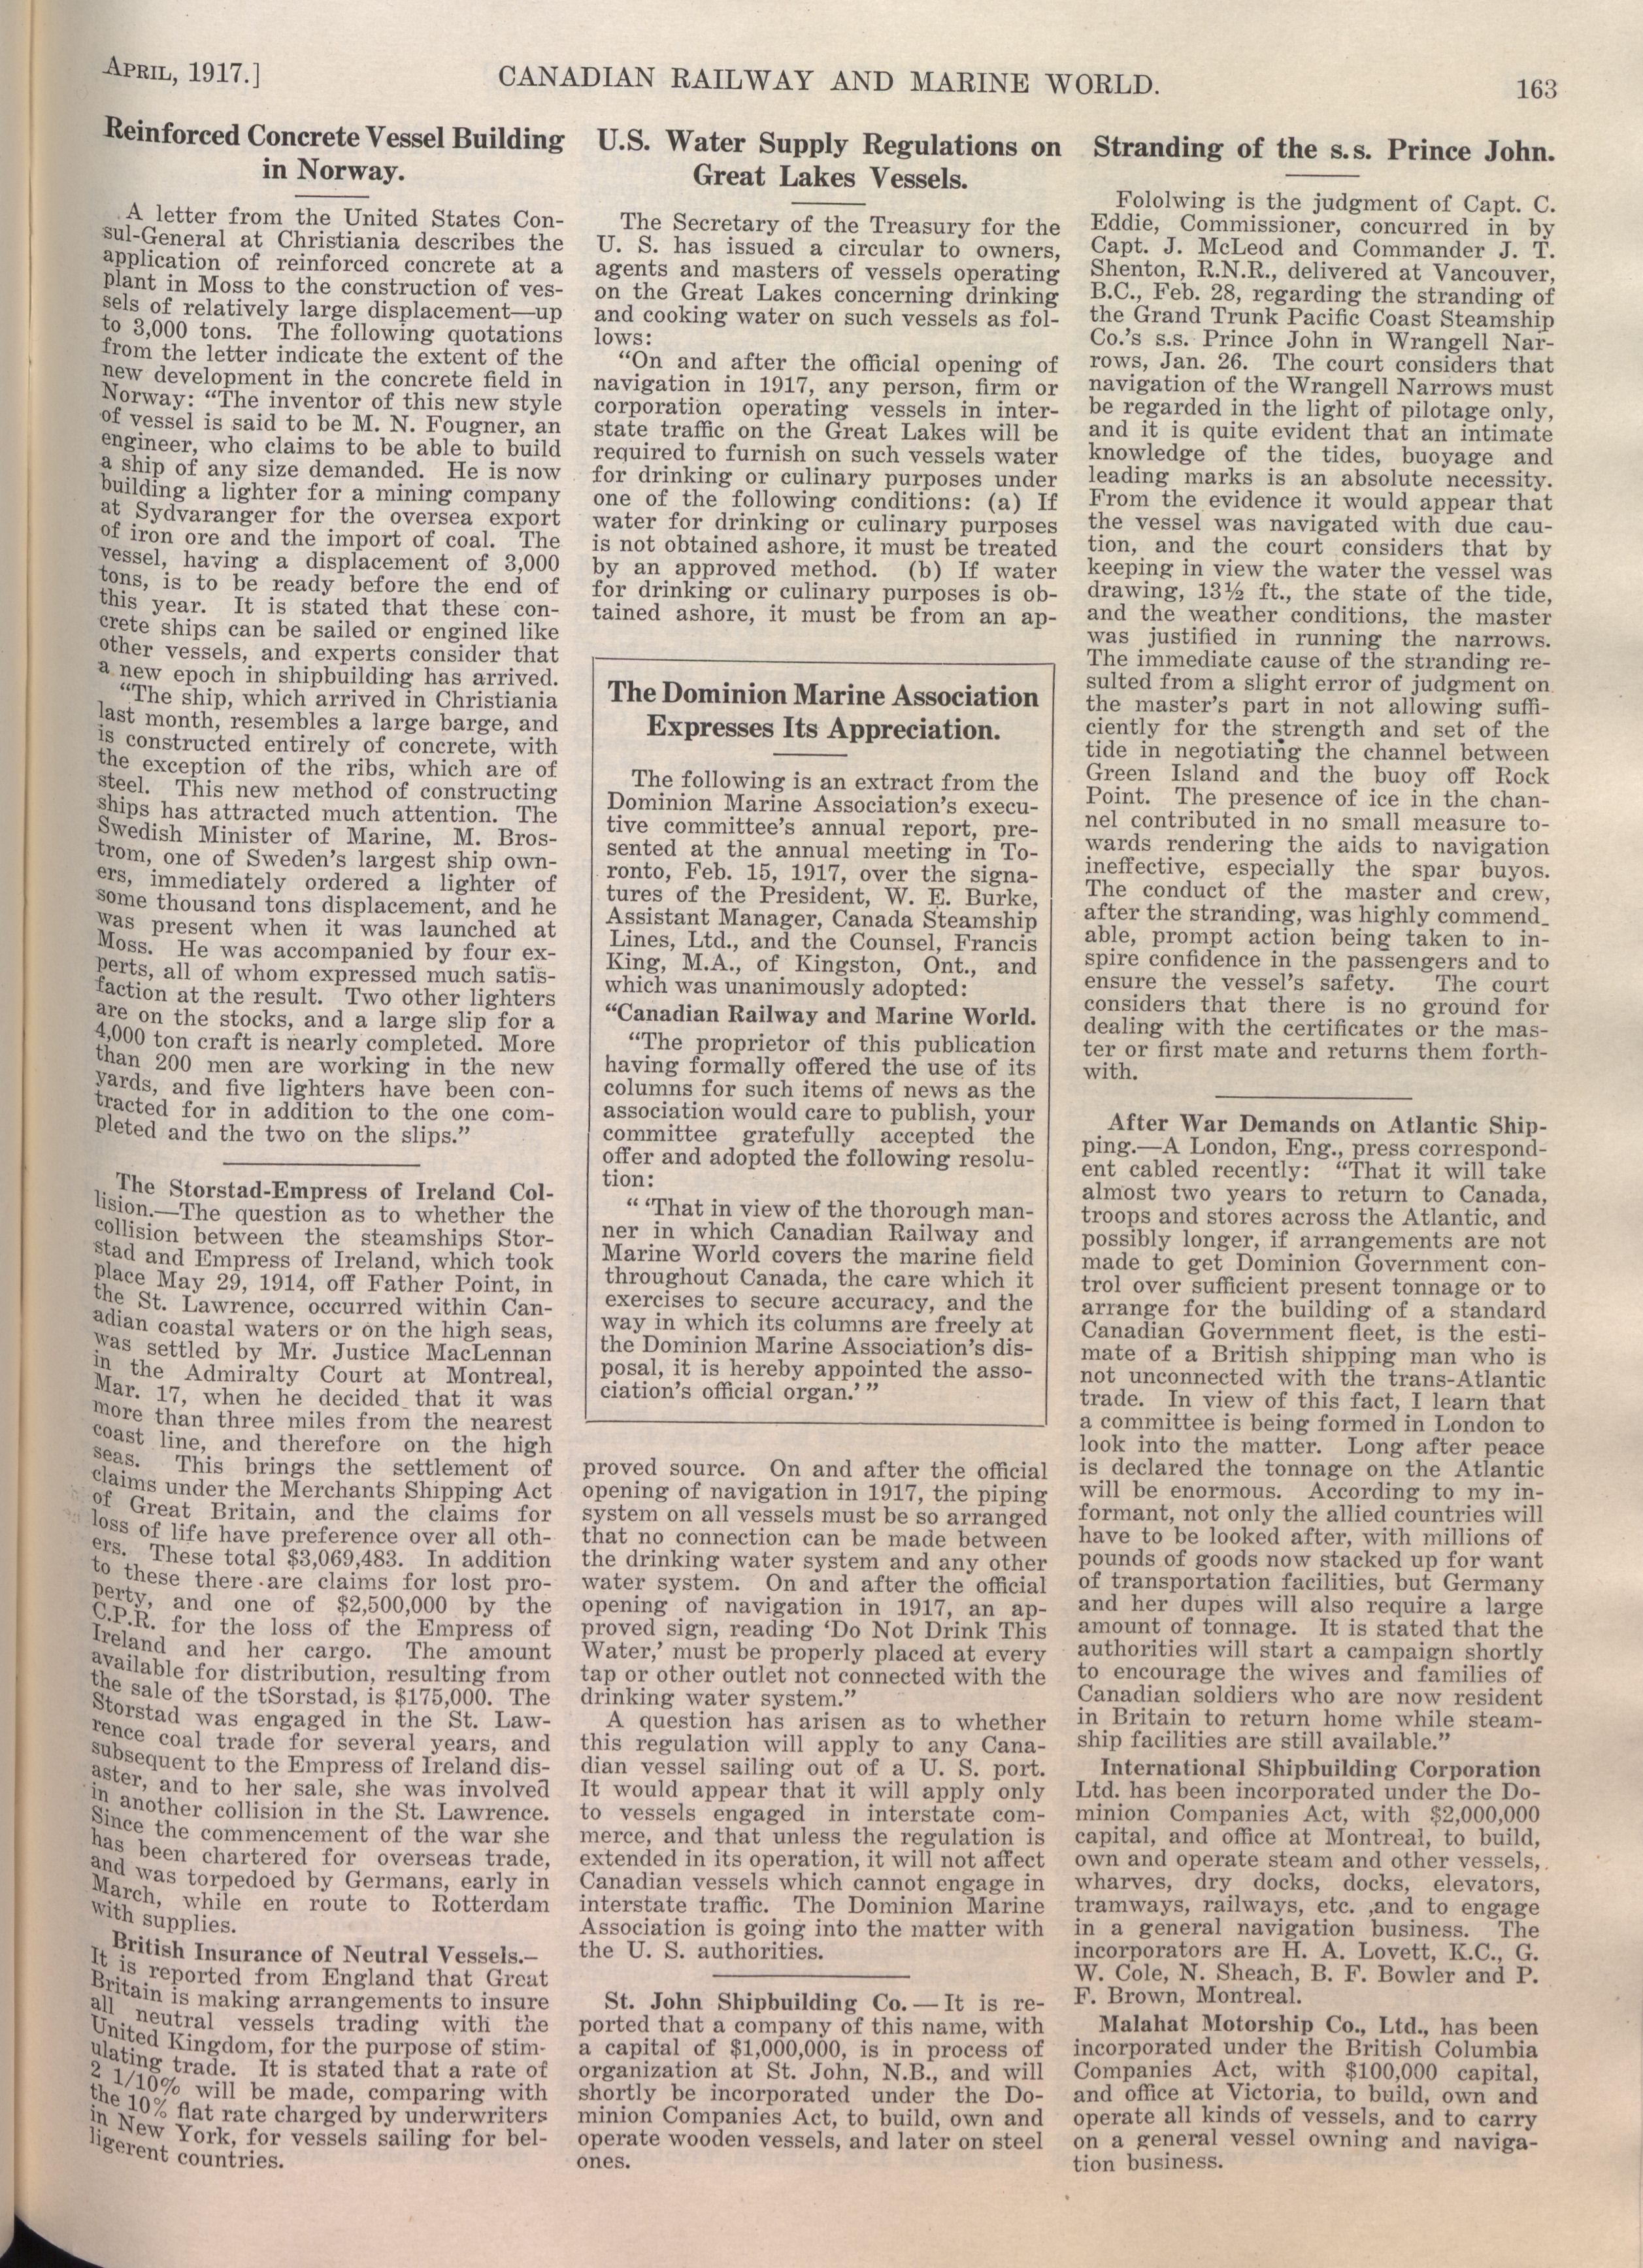 APRIL, 1917.]
CANADIAN RAILWAY AND MARINE WORLD.
163
Reinforced Concrete Vessel Building
in Norway.
A letter from the United States Con-
sul-General at Christiania describes the
application of reinforced concrete at a
plant in Moss to the construction of ves-
sels of relatively large displacement—up
to 3,000 tons. The following quotations
from the letter indicate the extent of the
new development in the concrete field in
Norway: “The inventor of this new style
of vessel is said to be M. N. Fougner, an
engineer, who claims to be able to build
a ship of any size demanded. He is now
building a lighter for a mining company
at Sydvaranger for the oversea export
of iron ore and the import of coal. The
vessel, having a displacement of 3,000
tons, is to be ready before the end of
this year. It is stated that these con-
crete ships can be sailed or engined like
other vessels, and experts consider that
a new epoch in shipbuilding has arrived.
“The ship, which arrived in Christiania
last month, resembles a large barge, and
is constructed entirely of concrete, with
the exception of the ribs, which are of
steel. This new method of constructing
ships has attracted much attention. The
Swedish Minister of Marine, M. Bros-
trom, one of Sweden's largest ship own-
ers, immediately ordered a lighter of
some thousand tons displacement, and he
was present when it was launched at
Moss. He was accompanied by four ex-
perts, all of whom expressed much satis-
faction at the result. Two other lighters
are on the stocks, and a large slip for a
4,000 ton craft is nearly completed. More
than 200 men are working in the new
yards, and five lighters have been con-
tracted for in addition to the one com-
pleted and the two on the slips.”
The Storstad-Empress of Ireland Col-
lision.—The question as to whether the
collision between the steamships Stor-
stad and Empress of Ireland, which took
place May 29, 1914, off Father Point, in
the St. Lawrence, occurred within Can-
adian coastal waters or on the high seas,
was settled by Mr. Justice MacLennan
in the Admiralty Court at Montreal,
Mar. 17, when he decided that it was
more than three miles from the nearest
coast line, and therefore on the high
seas. This brings the settlement of
claims under the Merchants Shipping Act
of Great Britain, and the claims for
loss of life have preference over all oth-
ers. These total $3,069,483. In addition
to these there are claims for lost pro-
perty, and one of $2,500,000 by the
C.P.R. for the loss of the Empress of
Ireland and her cargo. The amount
available for distribution, resulting from
the sale of the tSorstad, is $175,000. The
Storstad was engaged in the St. Law-
rence coal trade for several years, and
subsequent to the Empress of Ireland dis-
aster, and to her sale, she was involved
in another collision in the St. Lawrence.
Since the commencement of the war she
has been chartered for overseas trade,
and was torpedoed by Germans, early in
March, while en route to Rotterdam
with supplies.
British Insurance of Neutral Vessels.—
It is reported from England that Great
Britain is making arrangements to insure
all neutral vessels trading with the
United Kingdom, for the purpose of stim-
ulating trade. It is stated that a rate of
2 1/10% will be made, comparing with
the 10% flat rate charged by underwriters
in New York, for vessels sailing for bel-
ligerent countries.
U.S. Water Supply Regulations on
Great Lakes Vessels.
The Secretary of the Treasury for the
U. S. has issued a circular to owners,
agents and masters of vessels operating
on the Great Lakes concerning drinking
and cooking water on such vessels as fol-
lows:
“On and after the official opening of
navigation in 1917, any person, firm or
corporation operating vessels in inter-
state traffic on the Great Lakes will be
required to furnish on such vessels water
for drinking or culinary purposes under
one of the following conditions: (a) If
water for drinking or culinary purposes
is not obtained ashore, it must be treated
by an approved method. (b) If water
for drinking or culinary purposes is ob-
tained ashore, it must be from an ap-
The Dominion Marine Association
Expresses Its Appreciation.
The following is an extract from the
Dominion Marine Association's execu-
tive committee's annual report, pre-
sented at the annual meeting in To-
ronto, Feb. 15, 1917, over the signa-
tures of the President, W. E. Burke,
Assistant Manager, Canada Steamship
Lines, Ltd., and the Counsel, Francis
King, M.A., of Kingston, Ont., and
which was unanimously adopted:
“Canadian Railway and Marine World.
“The proprietor of this publication
having formally offered the use of its
columns for such items of news as the
association would care to publish, your
committee gratefully accepted the
offer and adopted the following resolu-
tion:
“ ‘That in view of the thorough man-
ner in which Canadian Railway and
Marine World covers the marine field
throughout Canada, the care which it
exercises to secure accuracy, and the
way in which its columns are freely at
the Dominion Marine Association's dis-
posal, it is hereby appointed the asso-
ciation's official organ.’ ”
proved source. On and after the official
opening of navigation in 1917, the piping
system on all vessels must be so arranged
that no connection can be made between
the drinking water system and any other
water system. On and after the official
opening of navigation in 1917, an ap-
proved sign, reading ‘Do Not Drink This
Water,’ must be properly placed at every
tap or other outlet not connected with the
drinking water system.”
A question has arisen as to whether
this regulation will apply to any Cana-
dian vessel sailing out of a U. S. port.
It would appear that it will apply only
to vessels engaged in interstate com-
merce, and that unless the regulation is
extended in its operation, it will not affect
Canadian vessels which cannot engage in
interstate traffic. The Dominion Marine
Association is going into the matter with
the U. S. authorities.
St. John Shipbuilding Co.—It is re-
ported that a company of this name, with
a capital of $1,000,000, is in process of
organization at St. John, N.B., and will
shortly be incorporated under the Do-
minion Companies Act, to build, own and
operate wooden vessels, and later on steel
ones.
Stranding of the s.s. Prince John.
Fololwing is the judgment of Capt. C.
Eddie, Commissioner, concurred in by
Capt. J. McLeod and Commander J. T.
Shenton, R.N.R., delivered at Vancouver,
B.C., Feb. 28, regarding the stranding of
the Grand Trunk Pacific Coast Steamship
Co.'s s.s. Prince John in Wrangell Nar-
rows, Jan. 26. The court considers that
navigation of the Wrangell Narrows must
be regarded in the light of pilotage only,
and it is quite evident that an intimate
knowledge of the tides, buoyage and
leading marks is an absolute necessity.
From the evidence it would appear that
the vessel was navigated with due cau-
tion, and the court considers that by
keeping in view the water the vessel was
drawing, 13½ ft., the state of the tide,
and the weather conditions, the master
was justified in running the narrows.
The immediate cause of the stranding re-
sulted from a slight error of judgment on
the master's part in not allowing suffi-
ciently for the strength and set of the
tide in negotiating the channel between
Green Island and the buoy off Rock
Point. The presence of ice in the chan-
nel contributed in no small measure to-
wards rendering the aids to navigation
ineffective, especially the spar buyos.
The conduct of the master and crew,
after the stranding, was highly commend-
able, prompt action being taken to in-
spire confidence in the passengers and to
ensure the vessel's safety. The court
considers that there is no ground for
dealing with the certificates or the mas-
ter or first mate and returns them forth-
with.
After War Demands on Atlantic Ship-
ping.—A London, Eng., press correspond-
ent cabled recently: “That it will take
almost two years to return to Canada,
troops and stores across the Atlantic, and
possibly longer, if arrangements are not
made to get Dominion Government con-
trol over sufficient present tonnage or to
arrange for the building of a standard
Canadian Government fleet, is the esti-
mate of a British shipping man who is
not unconnected with the trans-Atlantic
trade. In view of this fact, I learn that
a committee is being formed in London to
look into the matter. Long after peace
is declared the tonnage on the Atlantic
will be enormous. According to my in-
formant, not only the allied countries will
have to be looked after, with millions of
pounds of goods now stacked up for want
of transportation facilities, but Germany
and her dupes will also require a large
amount of tonnage. It is stated that the
authorities will start a campaign shortly
to encourage the wives and families of
Canadian soldiers who are now resident
in Britain to return home while steam-
ship facilities are still available.”
International Shipbuilding Corporation
Ltd. has been incorporated under the Do-
minion Companies Act, with $2,000,000
capital, and office at Montreal, to build,
own and operate steam and other vessels,
wharves, dry docks, docks, elevators,
tramways, railways, etc. ,and to engage
in a general navigation business. The
incorporators are H. A. Lovett, K.C., G.
W. Cole, N. Sheach, B. F. Bowler and P.
F. Brown, Montreal.
Malahat Motorship Co., Ltd., has been
incorporated under the British Columbia
Companies Act, with $100,000 capital,
and office at Victoria, to build, own and
operate all kinds of vessels, and to carry
on a general vessel owning and naviga-
tion business.